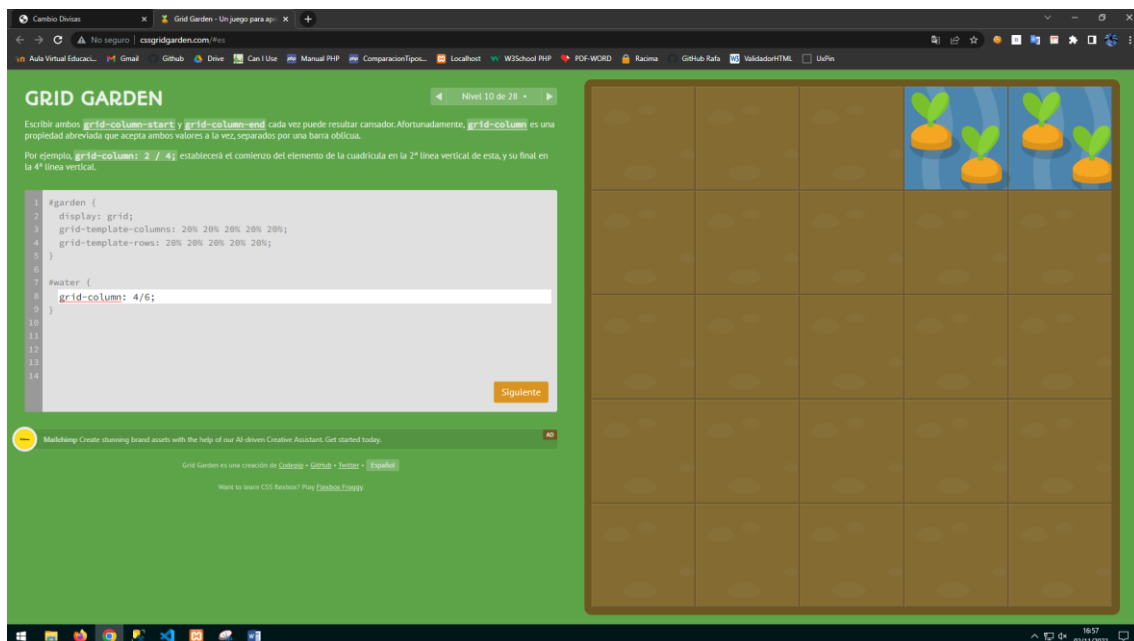 Cambio Divisas
Grid Garden - Un juego para apr
No seguro | cssgridgarden.com/#es
Aula Virtual Educaci... Gmail Github Drive Can I Use Manual PHP ComparacionTipos... Localhost W3School PHP PDF-WORD Racima GitHub Rafa ValidadorHTML UxPin
GRID GARDEN
Nivel 10 de 28
Escribir ambos grid-column-start y grid-column-end cada vez puede resultar cansador. Afortunadamente, grid-column es una
propiedad abreviada que acepta ambos valores a la vez, separados por una barra oblicua.
Por ejemplo, grid-column: 2 / 4; establecerá el comienzo del elemento de la cuadrícula en la 2ª línea vertical de esta, y su final en
la 4ª línea vertical.
1 #garden {
2 display: grid;
3 grid-template-columns: 20% 20% 20% 20% 20%;
4 grid-template-rows: 20% 20% 20% 20% 20%;
5 }
6
7 #water {
8 grid-column: 4/6;
9 }
10
11
12
13
14
Siguiente
Mailchimp Create stunning brand assets with the help of our AI-driven Creative Assistant. Get started today.
AD
Grid Garden es una creación de Codepip • GitHub • Twitter • Español
Want to learn CSS flexbox? Play Flexbox Froggy.
16:57